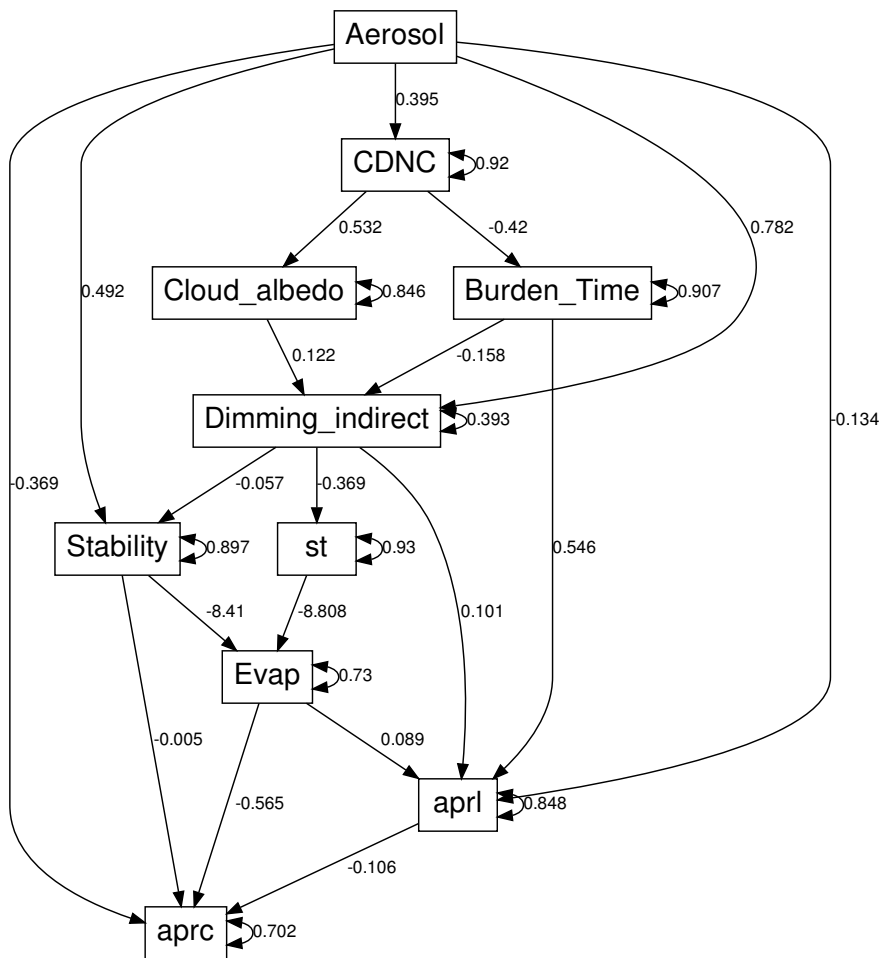 Aerosol
0.395
CDNC
0.92
0.532
-0.42
0.782
Cloud_albedo
0.846
Burden_Time
0.907
0.492
0.122
-0.158
Dimming_indirect
0.393
-0.134
-0.369
-0.057
-0.369
Stability
0.897
st
0.93
0.546
-8.41
-8.808
0.101
Evap
0.73
-0.005
0.089
-0.565
aprl
0.848
-0.106
aprc
0.702